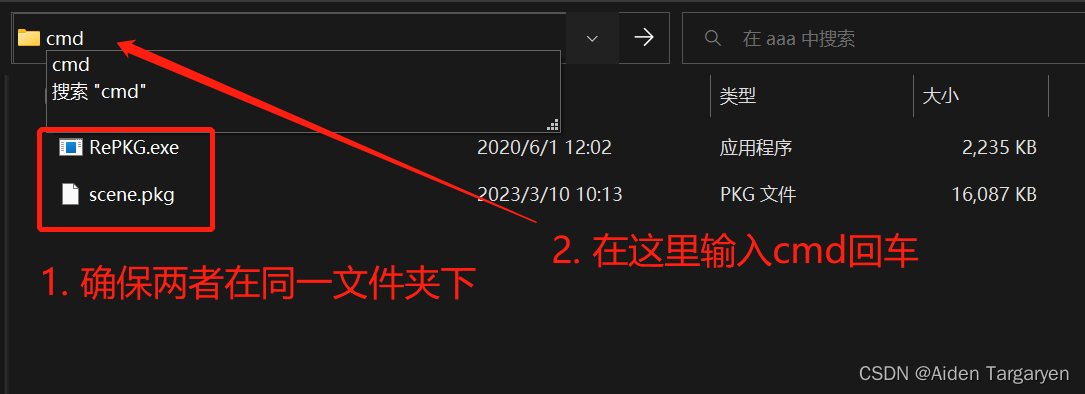 cmd
在 aaa 中搜索
cmd
搜索 "cmd"
类型
大小
RePKG.exe
2020/6/1 12:02
应用程序
2,235 KB
scene.pkg
2023/3/10 10:13
PKG 文件
16,087 KB
2. 在这里输入cmd回车
1. 确保两者在同一文件夹下
CSDN @Aiden Targaryen